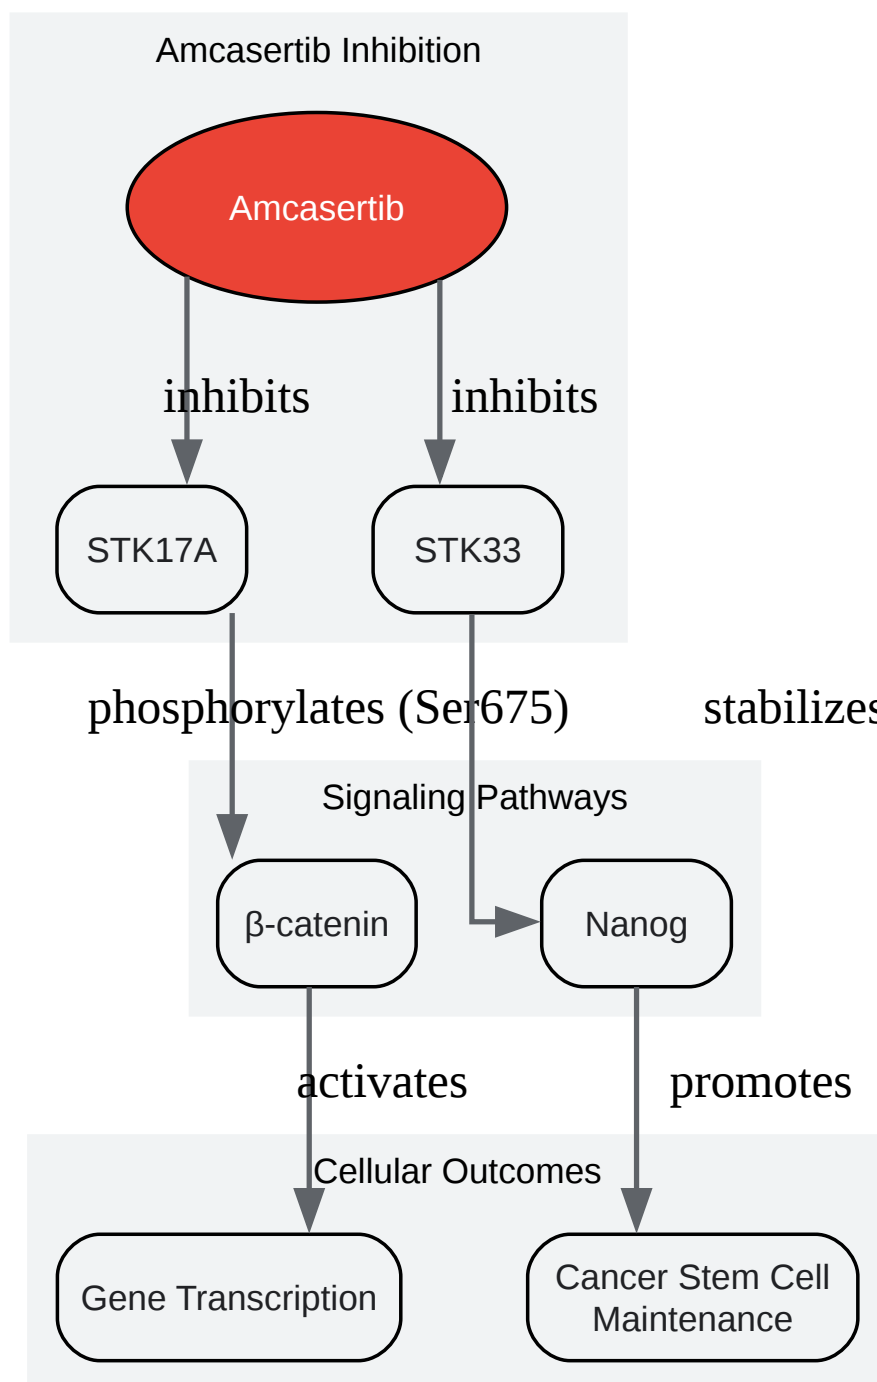 Amcasertib Inhibition
Amcasertib
inhibits
inhibits
STK17A
STK33
phosphorylates (Ser675)
stabilizes
Signaling Pathways
β-catenin
Nanog
activates
promotes
Cellular Outcomes
Gene Transcription
Cancer Stem Cell
Maintenance